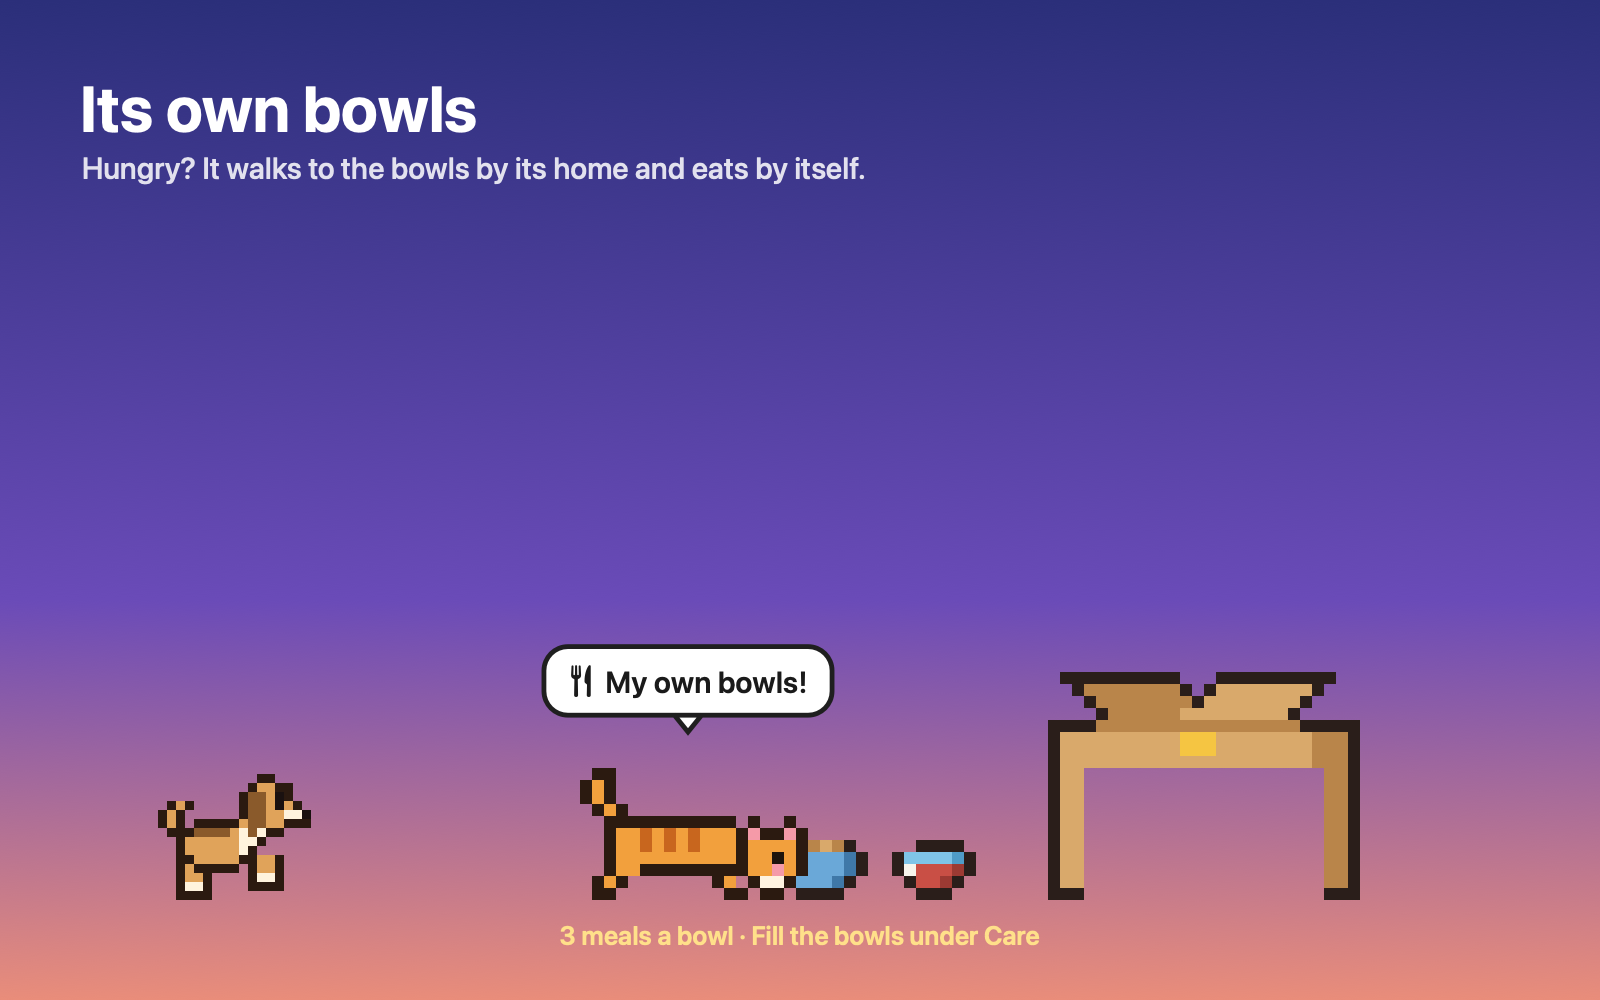 Its own bowls
Hungry? It walks to the bowls by its home and eats by itself.
My own bowls!
3 meals a bowl · Fill the bowls under Care